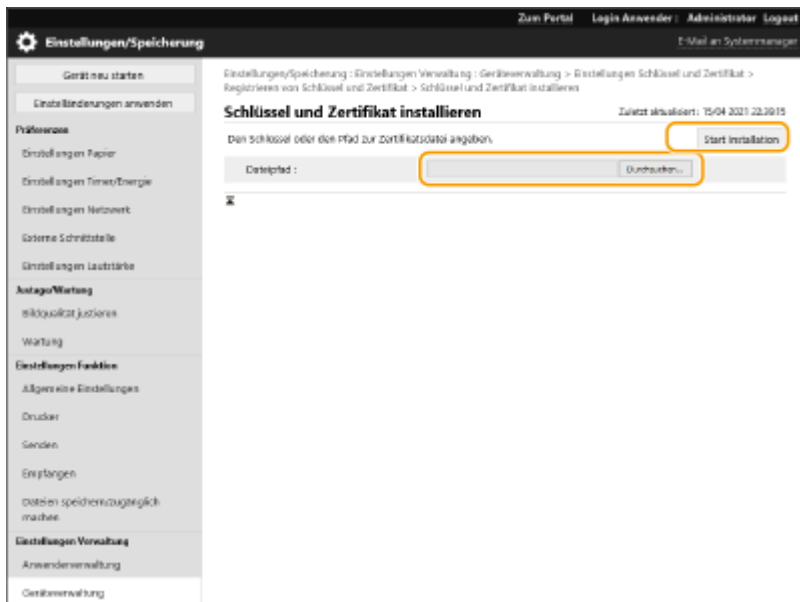 Zum Portal Login Anwender : Administrator Logout
Einstellungen/Speicherung
E-Mail an Systemmanager
Gerät neu starten
Einstelländerungen anwenden
Präferenzen
Einstellungen Papier
Einstellungen Timer/Energie
Einstellungen Netzwerk
Externe Schnittstelle
Einstellungen Lautstärke
Justage/Wartung
Bildqualität justieren
Wartung
Einstellungen Funktion
Allgemeine Einstellungen
Drucker
Senden
Empfangen
Dateien speichern/zugänglich
machen
Einstellungen Verwaltung
Anwenderverwaltung
Geräteverwaltung
Einstellungen/Speicherung : Einstellungen Verwaltung : Geräteverwaltung > Einstellungen Schlüssel und Zertifikat >
Registrieren von Schlüssel und Zertifikat > Schlüssel und Zertifikat installieren
Schlüssel und Zertifikat installieren
Zuletzt aktualisiert : 15/04 2021 22:39:15
Den Schlüssel oder den Pfad zur Zertifikatsdatei angeben.
Start Installation
Dateipfad :
Durchsuchen...